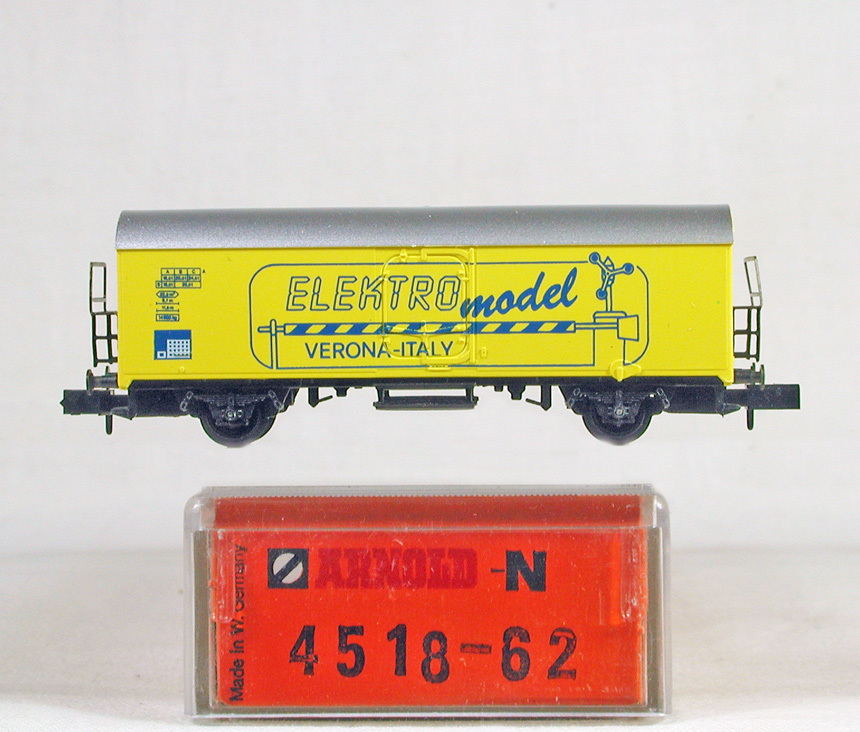 ELEKTRO model
VERONA-ITALY
ARNOLD -N
4518-62
Made in W. Germany